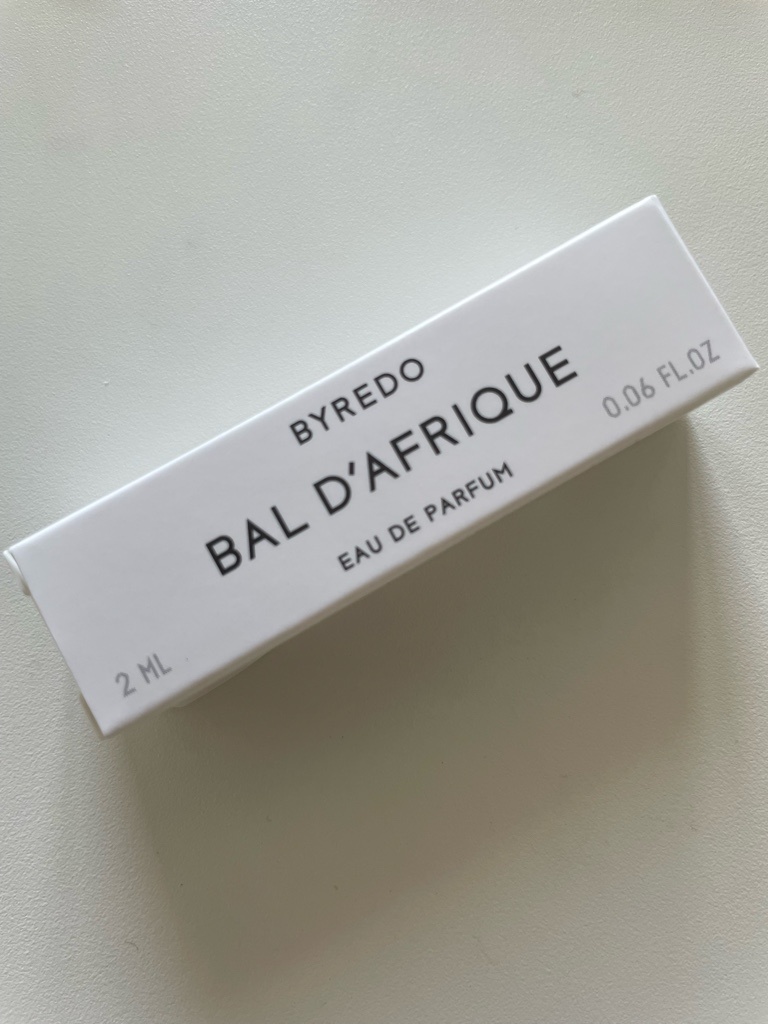 BYREDO
BAL D'AFRIQUE
EAU DE PARFUM
2 ML
0.06 FL.OZ